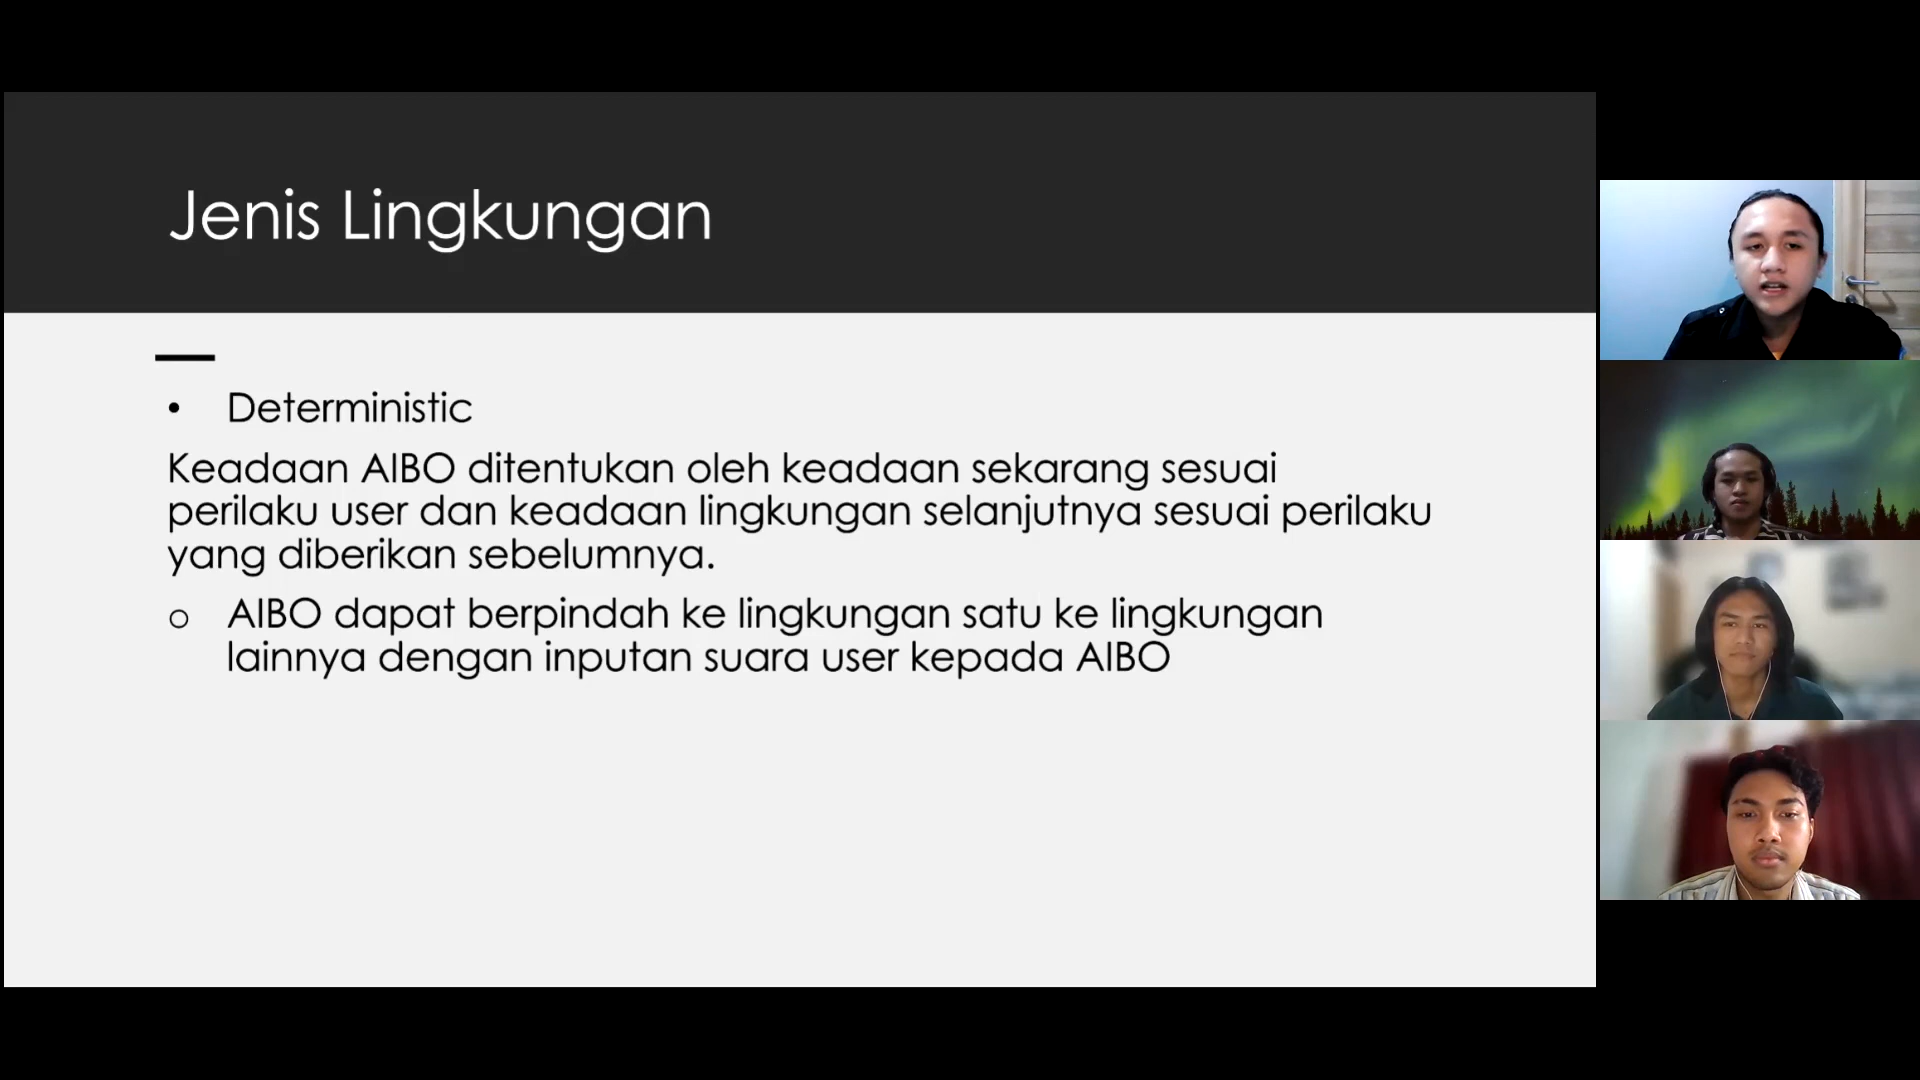 Jenis Lingkungan
• Deterministic
Keadaan AIBO ditentukan oleh keadaan sekarang sesuai
perilaku user dan keadaan lingkungan selanjutnya sesuai perilaku
yang diberikan sebelumnya.
o AIBO dapat berpindah ke lingkungan satu ke lingkungan
lainnya dengan inputan suara user kepada AIBO